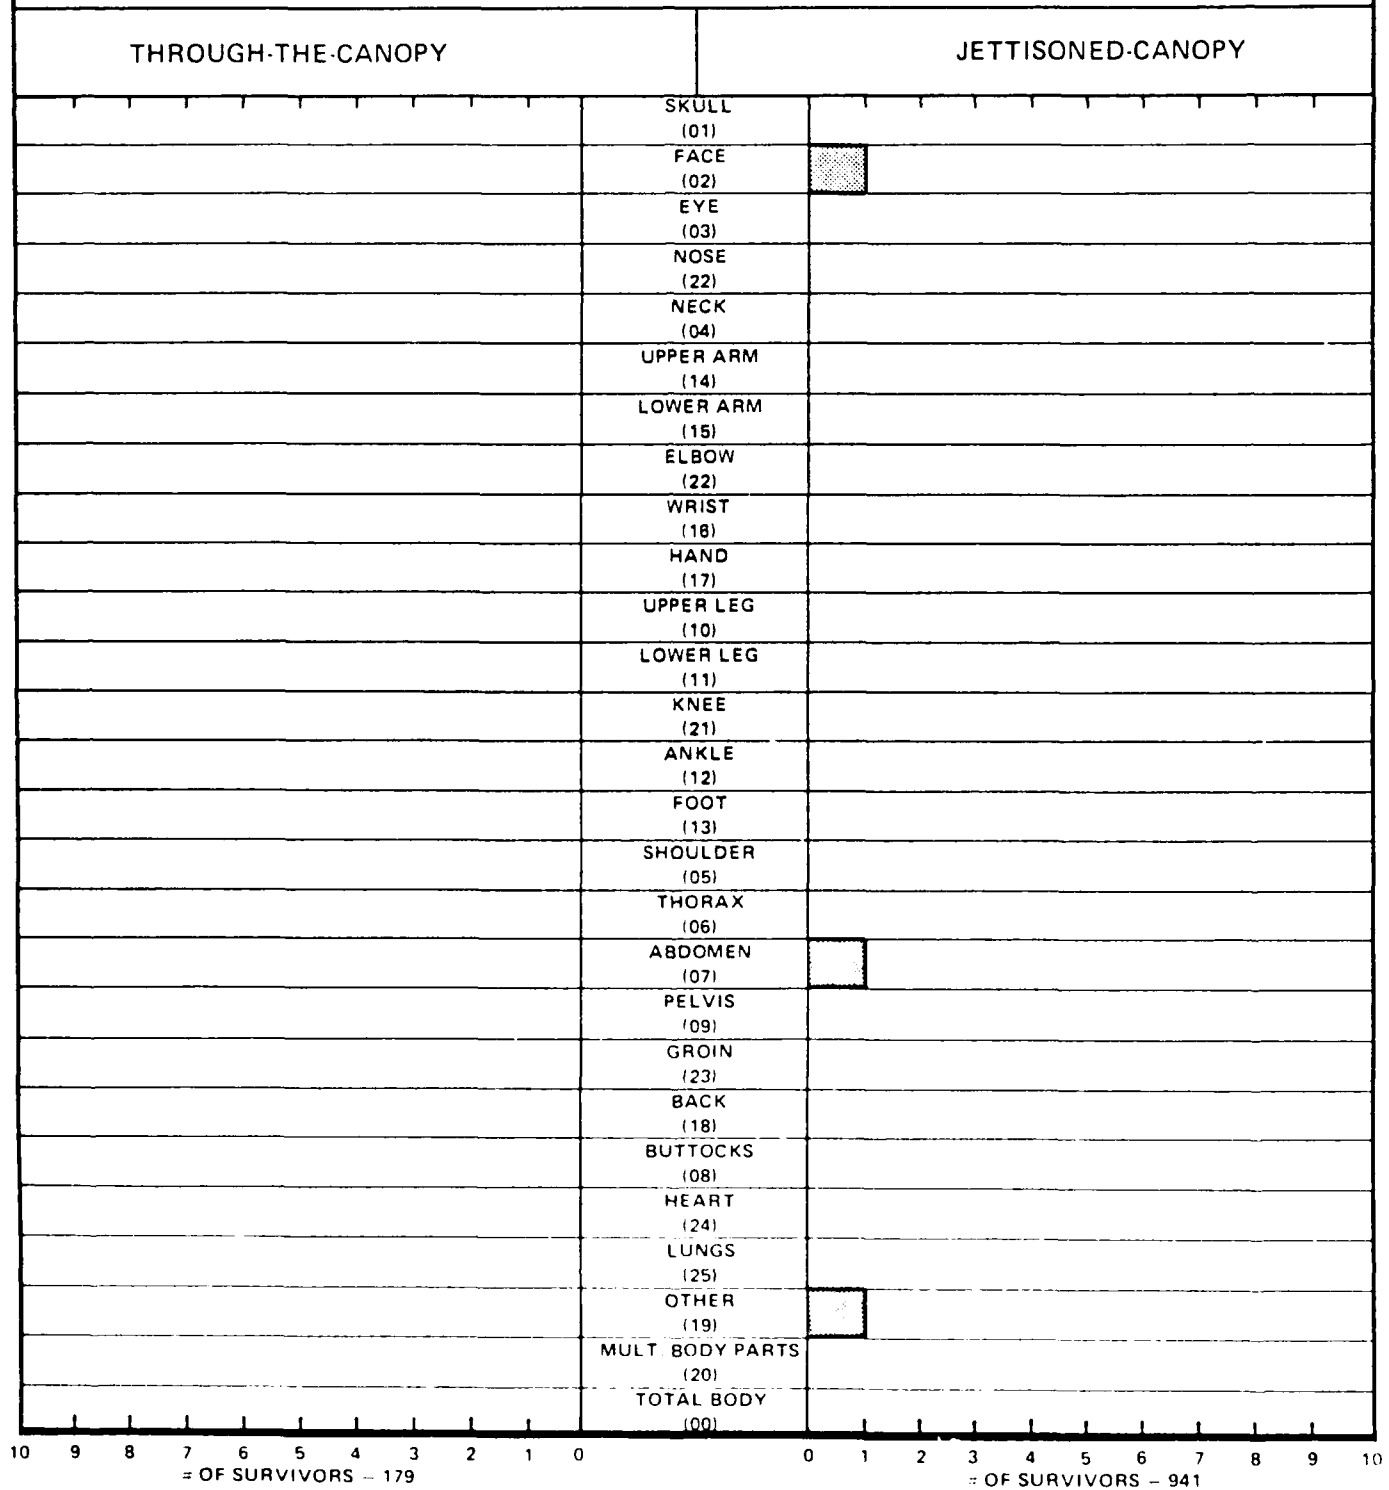 THROUGH-THE-CANOPY JETTISONED-CANOPY
SKULL
(01)
FACE
(02)
EYE
(03)
NOSE
(22)
NECK
(04)
UPPER ARM
(14)
LOWER ARM
(15)
ELBOW
(22)
WRIST
(16)
HAND
(17)
UPPER LEG
(10)
LOWER LEG
(11)
KNEE
(21)
ANKLE
(12)
FOOT
(13)
SHOULDER
(05)
THORAX
(06)
ABDOMEN
(07)
PELVIS
(09)
GROIN
(23)
BACK
(18)
BUTTOCKS
(08)
HEART
(24)
LUNGS
(25)
OTHER
(19)
MULT. BODY PARTS
(20)
TOTAL BODY
(00)
10 9 8 7 6 5 4 3 2 1 0 0 1 2 3 4 5 6 7 8 9 10
= OF SURVIVORS – 179 = OF SURVIVORS – 941